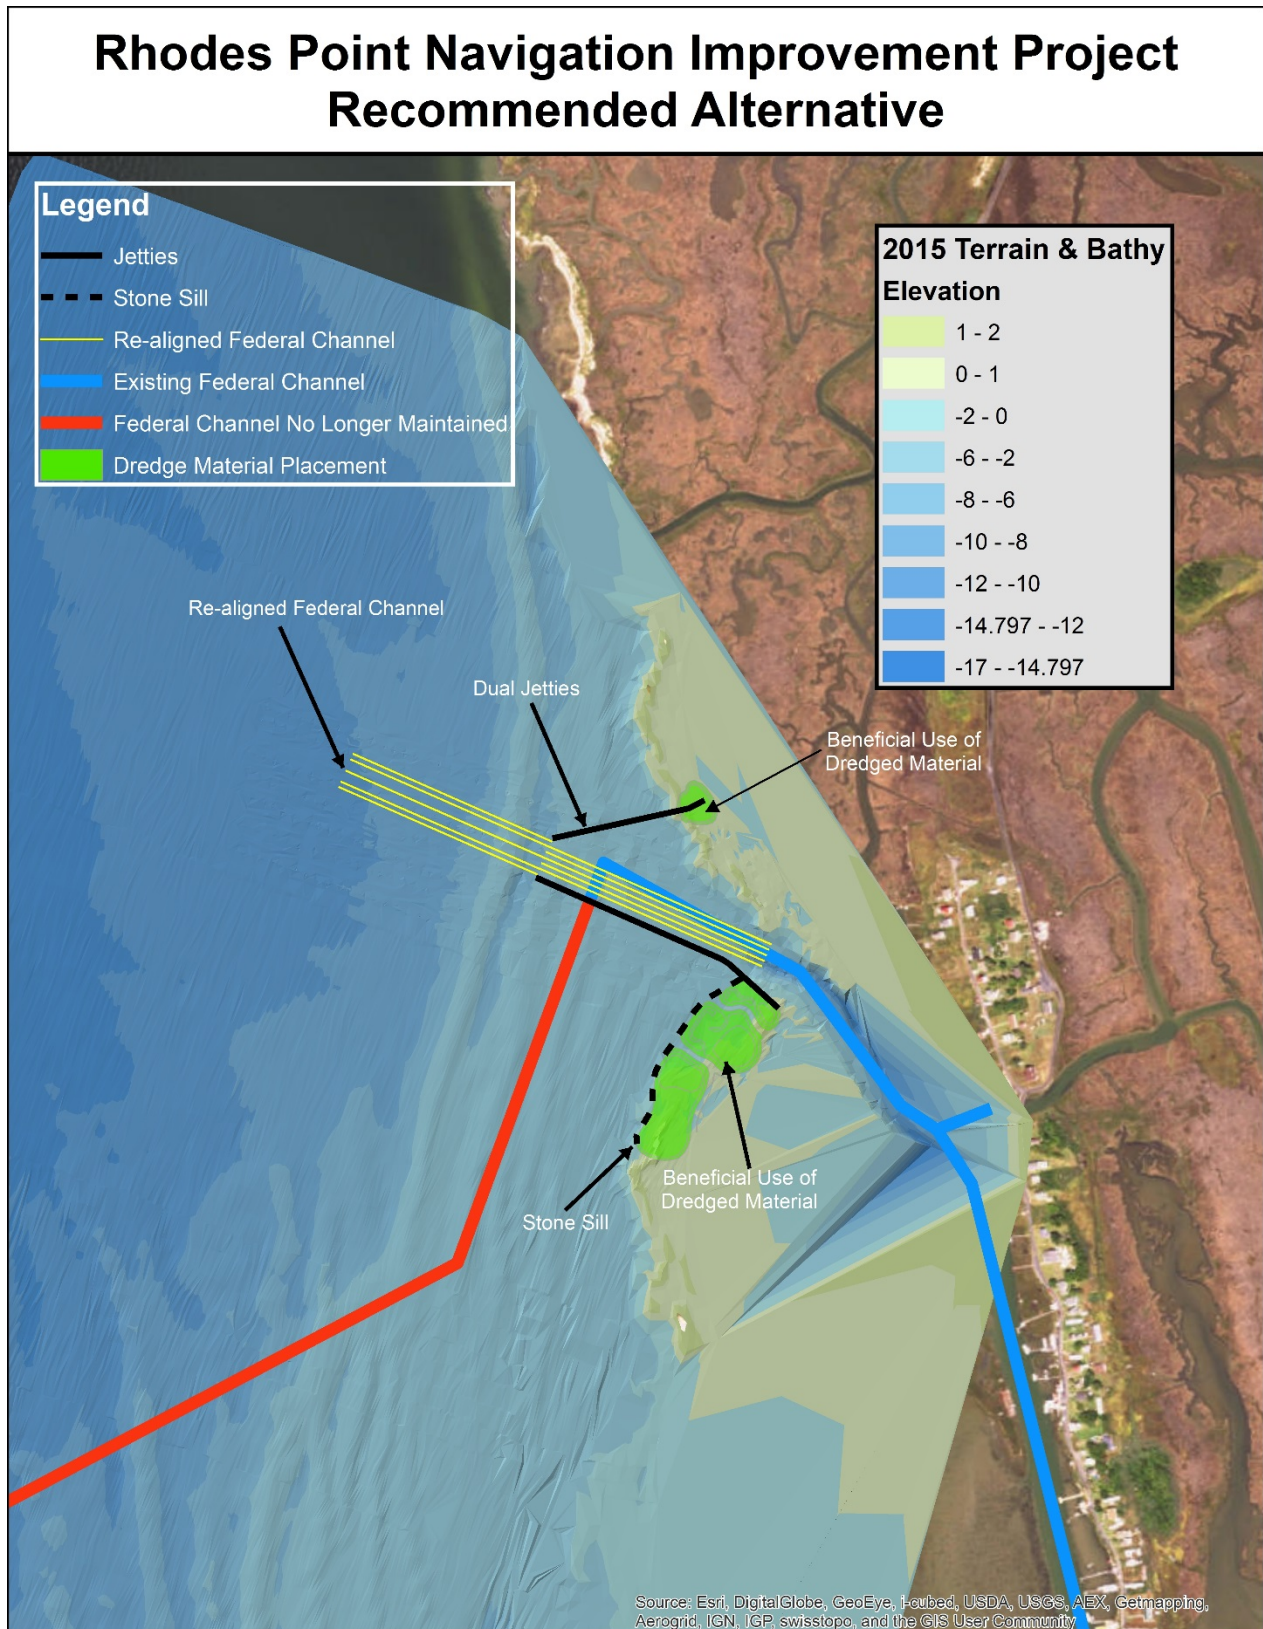 Rhodes Point Navigation Improvement Project
Recommended Alternative
Legend
Jetties
Stone Sill
Re-aligned Federal Channel
Existing Federal Channel
Federal Channel No Longer Maintained
Dredge Material Placement
2015 Terrain & Bathy
Elevation
1 - 2
0 - 1
-2 - 0
-6 - -2
-8 - -6
-10 - -8
-12 - -10
-14.797 - -12
-17 - -14.797
Re-aligned Federal Channel
Dual Jetties
Beneficial Use of
Dredged Material
Beneficial Use of
Dredged Material
Stone Sill
Source: Esri, DigitalGlobe, GeoEye, i-cubed, USDA, USGS, AEX, Getmapping,
Aerogrid, IGN, IGP, swisstopo, and the GIS User Community